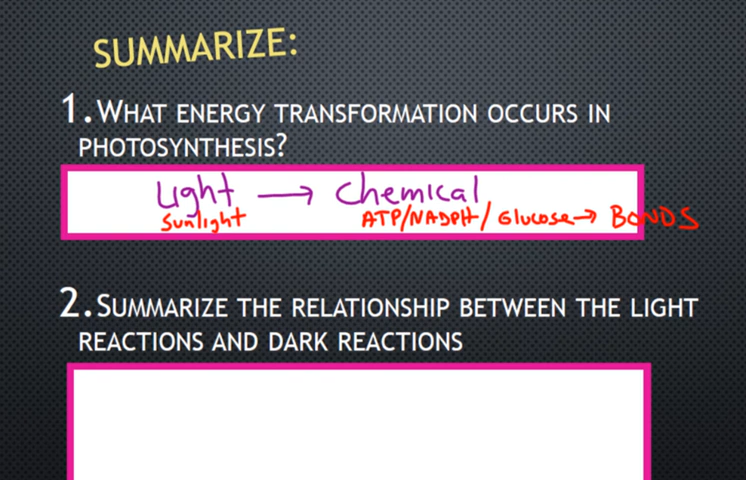 SUMMARIZE:
1.WHAT ENERGY TRANSFORMATION OCCURS IN
PHOTOSYNTHESIS?
Light → Chemical
Sunlight ATP/NADPH/Glucose→ BONDS
2.SUMMARIZE THE RELATIONSHIP BETWEEN THE LIGHT
REACTIONS AND DARK REACTIONS